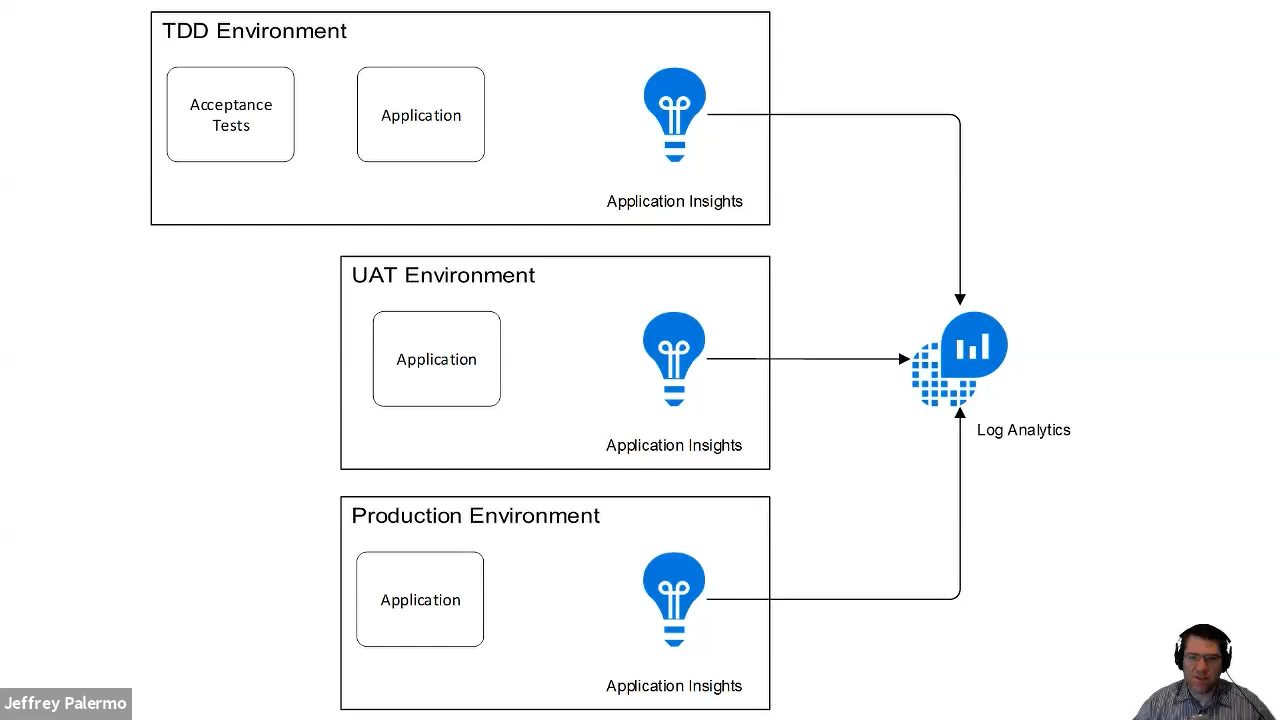 TDD Environment
Acceptance
Tests
Application
Application Insights
UAT Environment
Application
Application Insights
Log Analytics
Production Environment
Application
Application Insights
Jeffrey Palermo